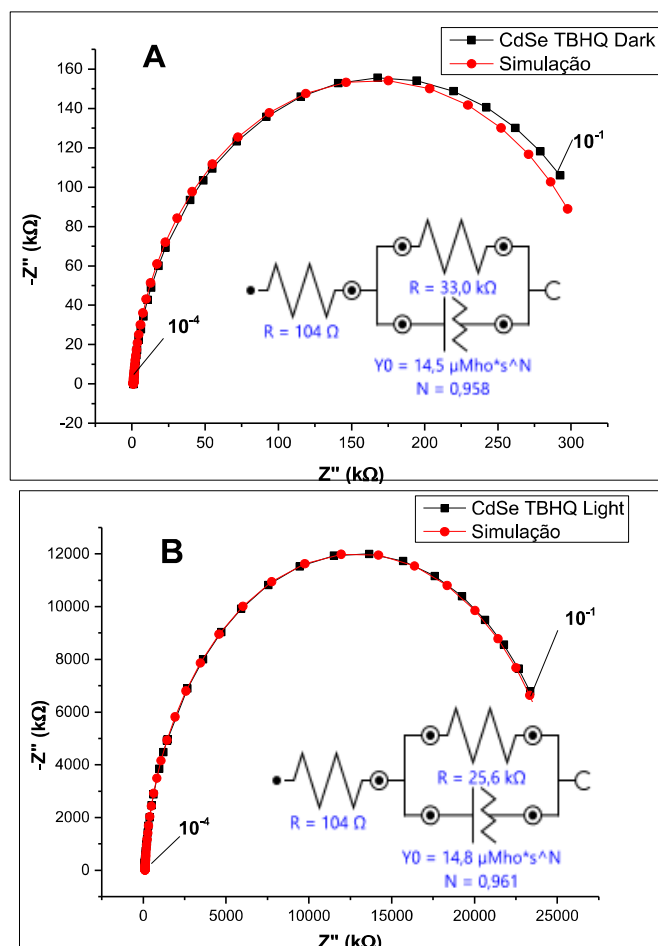 A
CdSe TBHQ Dark
Simulação
160
140
120
100
80
60
40
20
0
-20
-Z" (kΩ)
10-1
10-4
R = 33,0 kΩ
R = 104 Ω
Y0 = 14,5 µMho*s^N
N = 0,958
0 50 100 150 200 250 300
Z" (kΩ)
B
CdSe TBHQ Light
Simulação
12000
10000
8000
6000
4000
2000
0
-Z" (kΩ)
10-1
10-4
R = 25,6 kΩ
R = 104 Ω
Y0 = 14,8 µMho*s^N
N = 0,961
0 5000 10000 15000 20000 25000
Z" (kΩ)